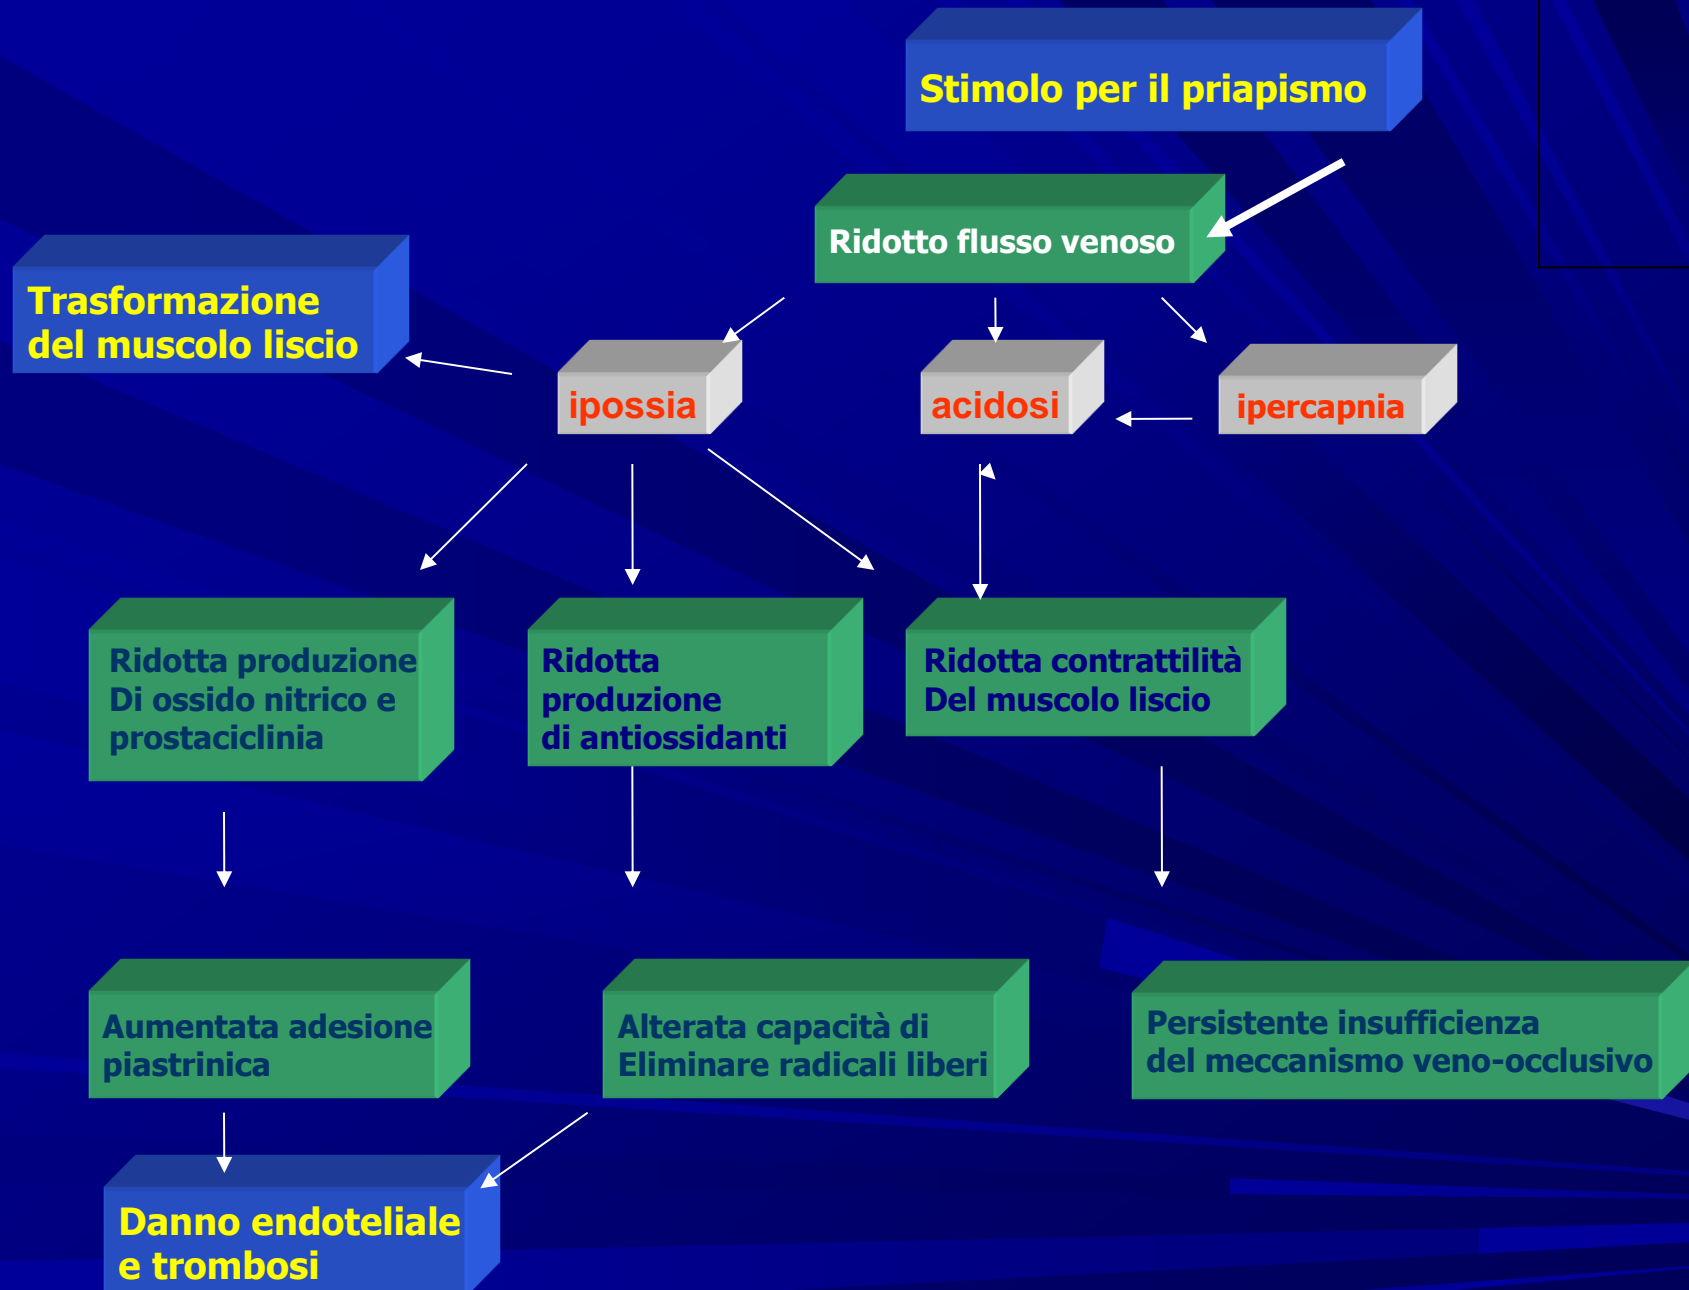 Stimolo per il priapismo
Ridotto flusso venoso
Trasformazione
del muscolo liscio
ipossia
acidosi
ipercapnia
Ridotta produzione
Di ossido nitrico e
prostaciclinia
Ridotta
produzione
di antiossidanti
Ridotta contrattilità
Del muscolo liscio
Aumentata adesione
piastrinica
Alterata capacità di
Eliminare radicali liberi
Persistente insufficienza
del meccanismo veno-occlusivo
Danno endoteliale
e trombosi